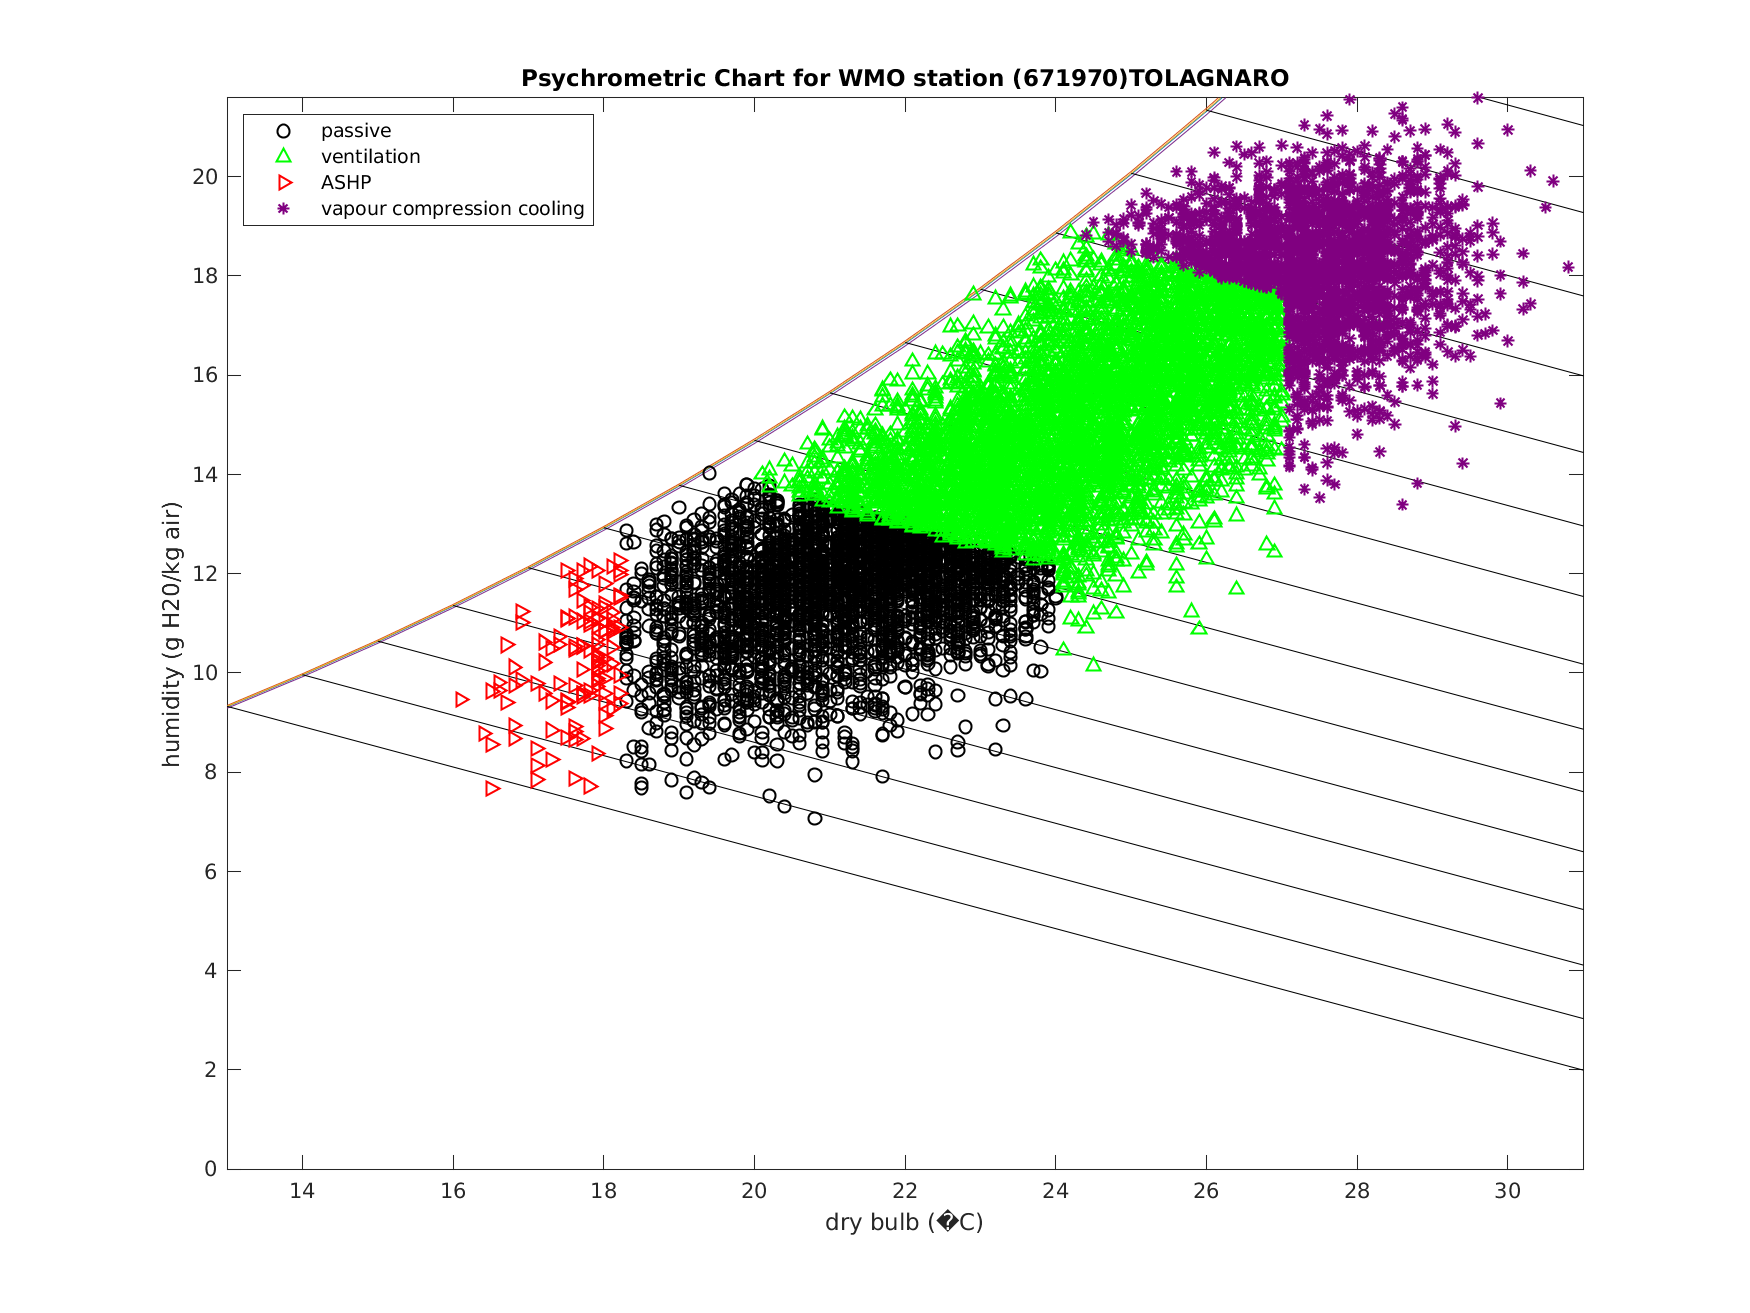 Psychrometric Chart for WMO station (671970)TOLAGNARO
passive
ventilation
ASHP
vapour compression cooling
humidity (g H20/kg air)
20
18
16
14
12
10
8
6
4
2
0
14 16 18 20 22 24 26 28 30
dry bulb (�C)